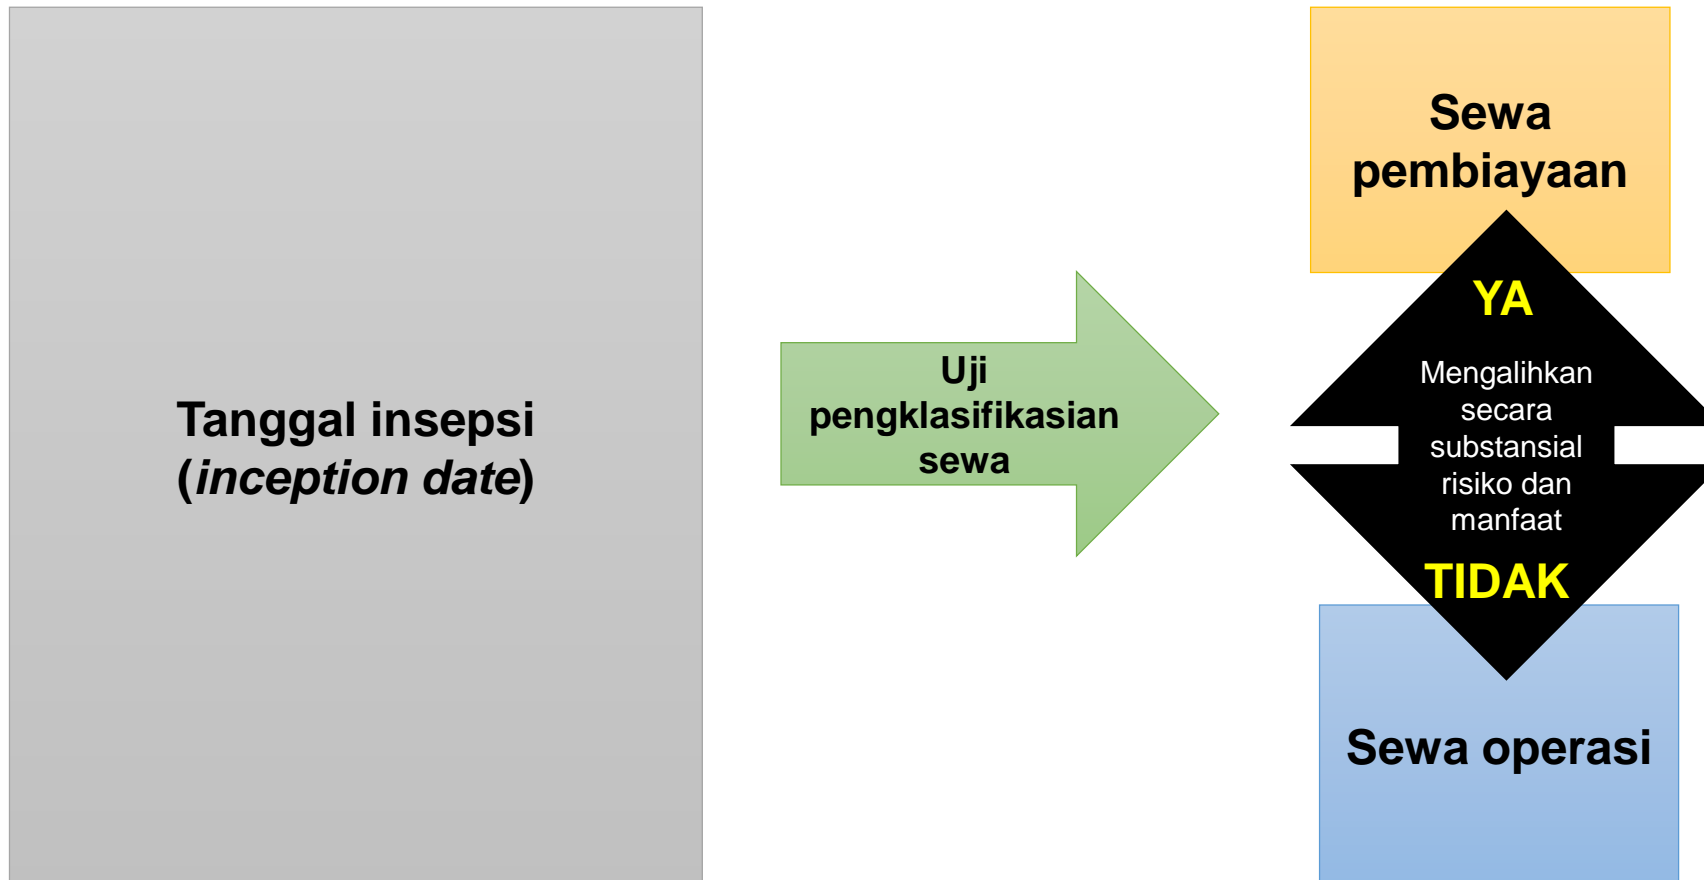 Tanggal insepsi
(inception date)
Uji
pengklasifikasian
sewa
Sewa
pembiayaan
YA
Mengalihkan
secara
substansial
risiko dan
manfaat
TIDAK
Sewa operasi